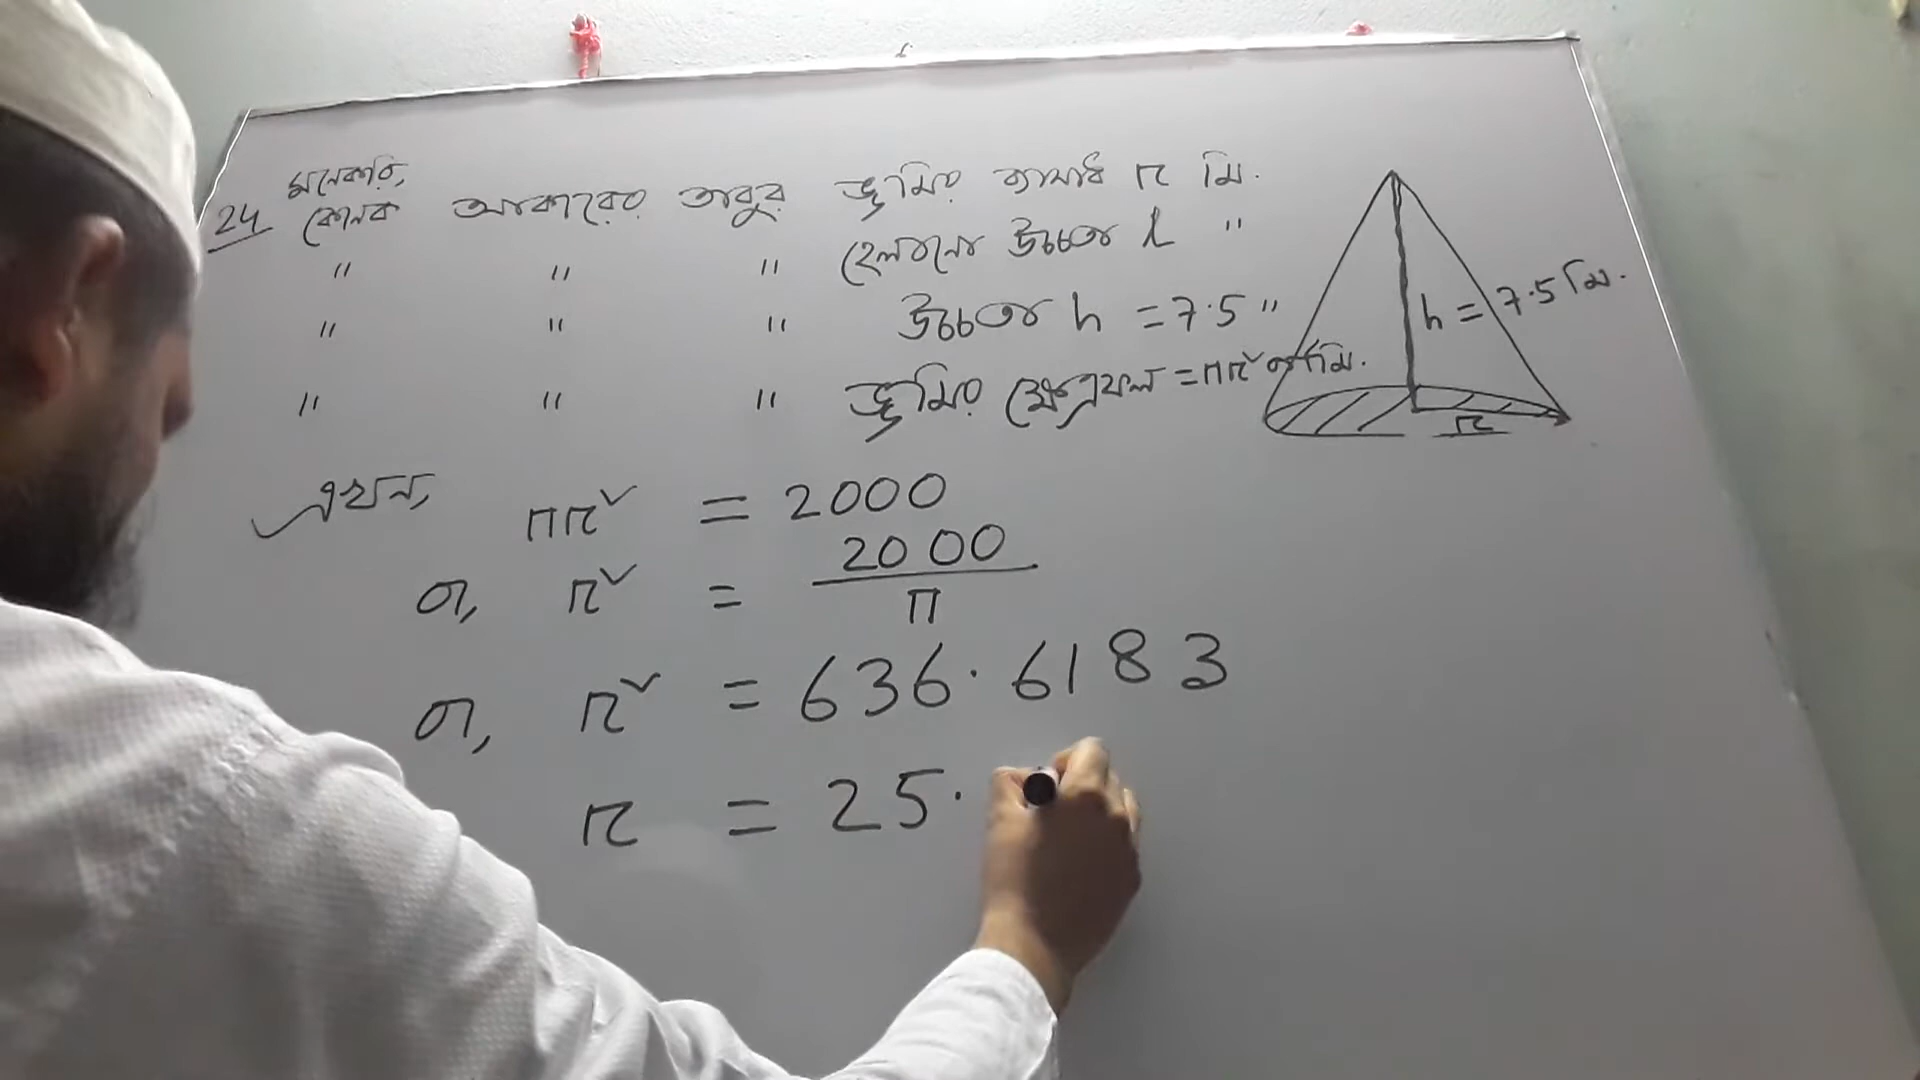 মনেকরি,
24 কোনক আকারের তাবুর ভূমির ব্যাসার্ধ r মি.
" " " হেলানো উচ্চতা l "
" " " উচ্চতা h = 7.5 "
" " " ভূমির ক্ষেত্রফল = πr² বর্গমি.
h = 7.5 মি.
r
এখন, πr² = 2000
বা, r² = 2000/π
বা, r² = 636.6183
r = 25.